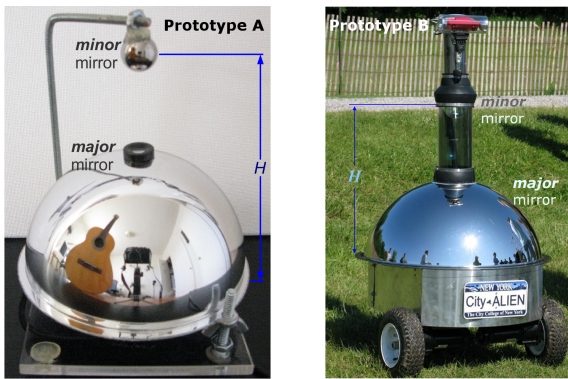 Prototype A
minor
mirror
H
major
mirror
Prototype B
minor
mirror
H
major
mirror
NEW YORK
City ALIEN
The City College of New York